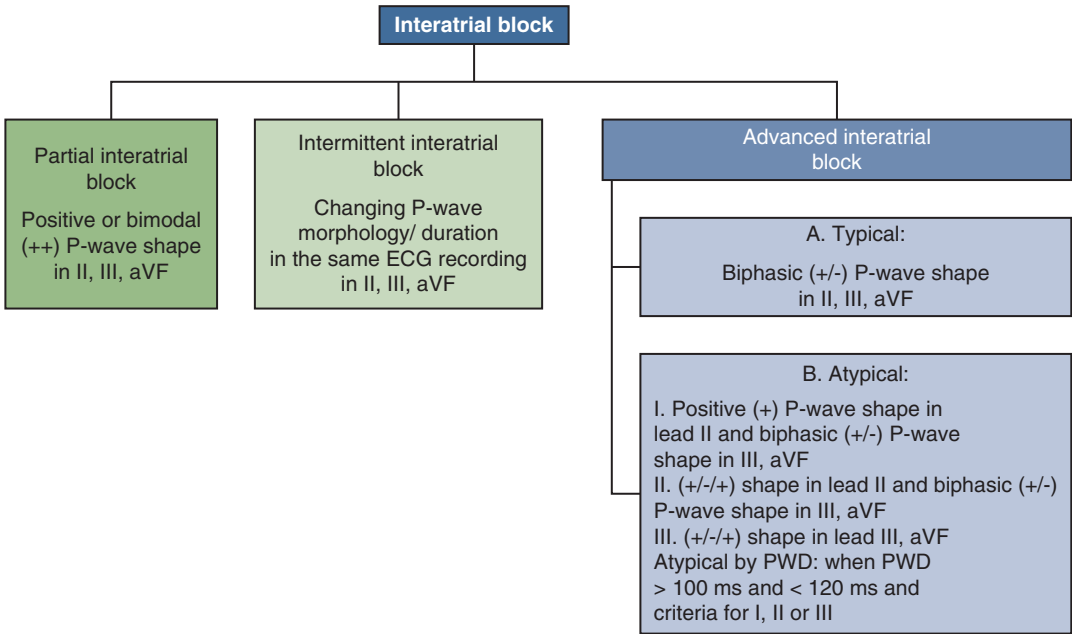 Interatrial block
Partial interatrial
block
Positive or bimodal
(++) P-wave shape
in II, III, aVF
Intermittent interatrial
block
Changing P-wave
morphology/ duration
in the same ECG recording
in II, III, aVF
Advanced interatrial
block
A. Typical:
Biphasic (+/-) P-wave shape
in II, III, aVF
B. Atypical:
I. Positive (+) P-wave shape in
lead II and biphasic (+/-) P-wave
shape in III, aVF
II. (+/-/+) shape in lead II and biphasic (+/-)
P-wave shape in III, aVF
III. (+/-/+) shape in lead III, aVF
Atypical by PWD: when PWD
> 100 ms and < 120 ms and
criteria for I, II or III